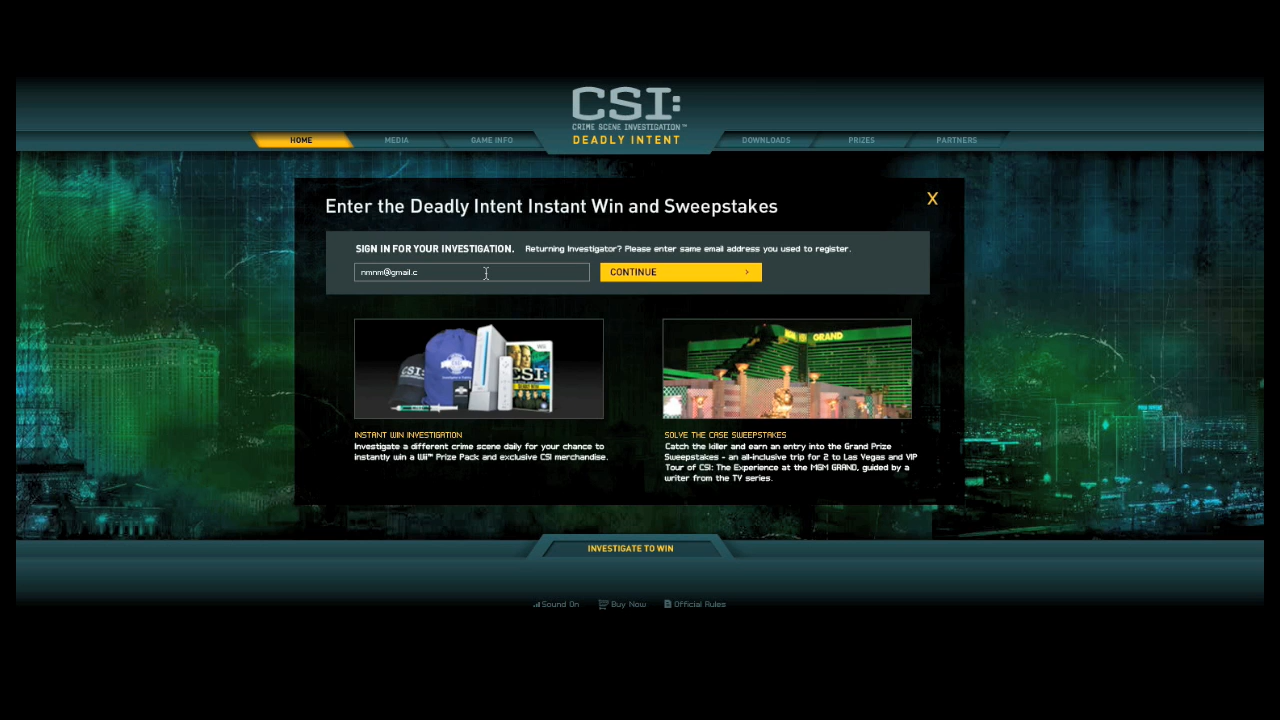 CSI:
CRIME SCENE INVESTIGATION™
DEADLY INTENT
HOME
MEDIA
GAME INFO
DOWNLOADS
PRIZES
PARTNERS
Enter the Deadly Intent Instant Win and Sweepstakes
X
SIGN IN FOR YOUR INVESTIGATION. Returning Investigator? Please enter same email address you used to register.
nmnm@gmail.c
CONTINUE >
CSI:
Wii
CSI:
GRAND
INSTANT WIN INVESTIGATION
Investigate a different crime scene daily for your chance to
instantly win a Wii™ Prize Pack and exclusive CSI merchandise.
SOLVE THE CASE SWEEPSTAKES
Catch the killer and earn an entry into the Grand Prize
Sweepstakes - an all-inclusive trip for 2 to Las Vegas and VIP
Tour of CSI: The Experience at the MGM GRAND, guided by a
writer from the TV series.
INVESTIGATE TO WIN
Sound On
Buy Now
Official Rules